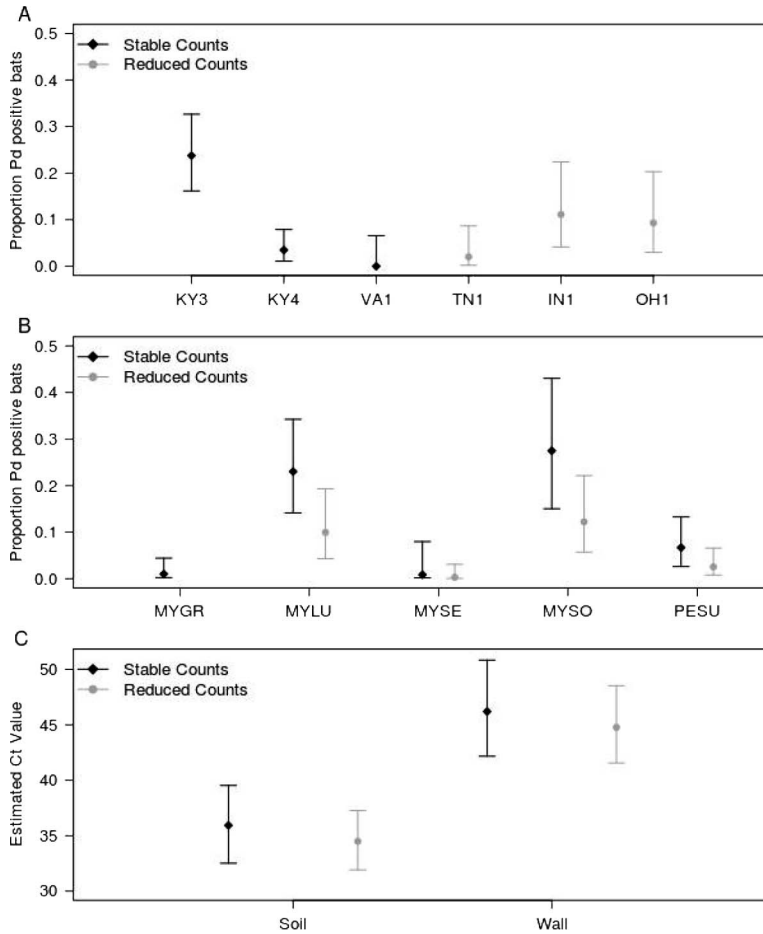 A
Proportion Pd positive bats
0.5
0.4
0.3
0.2
0.1
0.0
Stable Counts
Reduced Counts
KY3 KY4 VA1 TN1 IN1 OH1
B
Proportion Pd positive bats
0.5
0.4
0.3
0.2
0.1
0.0
Stable Counts
Reduced Counts
MYGR MYLU MYSE MYSO PESU
C
Estimated Ct Value
50
45
40
35
30
Stable Counts
Reduced Counts
Soil Wall